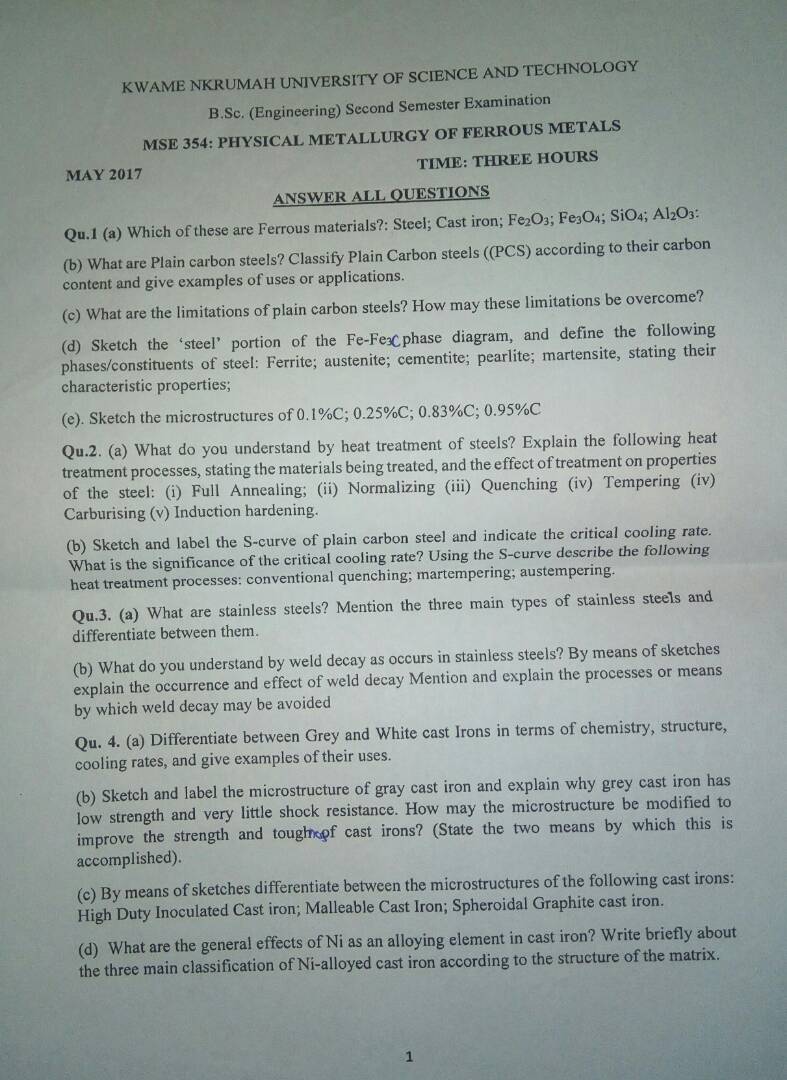 KWAME NKRUMAH UNIVERSITY OF SCIENCE AND TECHNOLOGY
B.Sc. (Engineering) Second Semester Examination
MSE 354: PHYSICAL METALLURGY OF FERROUS METALS
MAY 2017 TIME: THREE HOURS
ANSWER ALL QUESTIONS
Qu.1 (a) Which of these are Ferrous materials?: Steel; Cast iron; Fe₂O₃; Fe₃O₄; SiO₄; Al₂O₃:
(b) What are Plain carbon steels? Classify Plain Carbon steels ((PCS) according to their carbon
content and give examples of uses or applications.
(c) What are the limitations of plain carbon steels? How may these limitations be overcome?
(d) Sketch the ‘steel’ portion of the Fe-Fe₃C phase diagram, and define the following
phases/constituents of steel: Ferrite; austenite; cementite; pearlite; martensite, stating their
characteristic properties;
(e). Sketch the microstructures of 0.1%C; 0.25%C; 0.83%C; 0.95%C
Qu.2. (a) What do you understand by heat treatment of steels? Explain the following heat
treatment processes, stating the materials being treated, and the effect of treatment on properties
of the steel: (i) Full Annealing; (ii) Normalizing (iii) Quenching (iv) Tempering (iv)
Carburising (v) Induction hardening.
(b) Sketch and label the S-curve of plain carbon steel and indicate the critical cooling rate.
What is the significance of the critical cooling rate? Using the S-curve describe the following
heat treatment processes: conventional quenching; martempering; austempering.
Qu.3. (a) What are stainless steels? Mention the three main types of stainless steels and
differentiate between them.
(b) What do you understand by weld decay as occurs in stainless steels? By means of sketches
explain the occurrence and effect of weld decay Mention and explain the processes or means
by which weld decay may be avoided
Qu. 4. (a) Differentiate between Grey and White cast Irons in terms of chemistry, structure,
cooling rates, and give examples of their uses.
(b) Sketch and label the microstructure of gray cast iron and explain why grey cast iron has
low strength and very little shock resistance. How may the microstructure be modified to
improve the strength and of cast irons? (State the two means by which this is
accomplished).
(c) By means of sketches differentiate between the microstructures of the following cast irons:
High Duty Inoculated Cast iron; Malleable Cast Iron; Spheroidal Graphite cast iron.
(d) What are the general effects of Ni as an alloying element in cast iron? Write briefly about
the three main classification of Ni-alloyed cast iron according to the structure of the matrix.
1